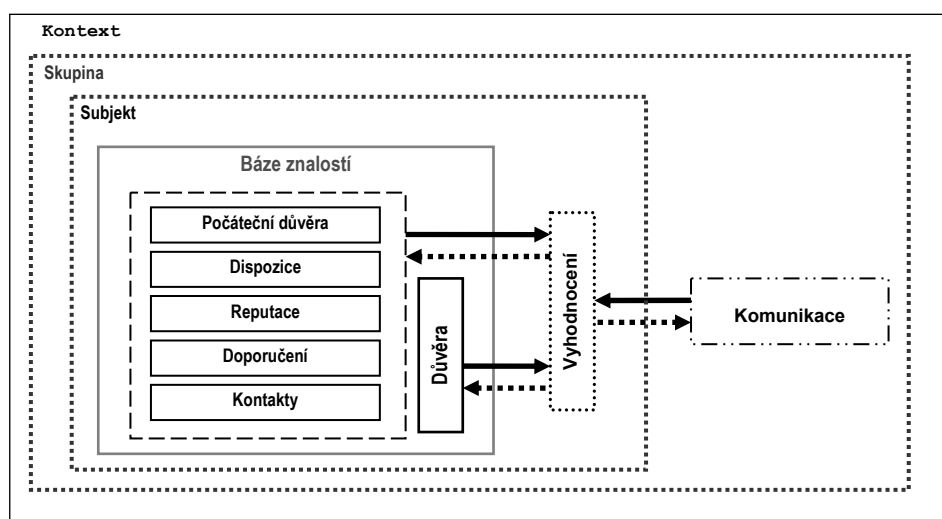 Kontext
Skupina
Subjekt
Báze znalostí
Počáteční důvěra
Dispozice
Reputace
Doporučení
Kontakty
Důvěra
Vyhodnocení
Komunikace